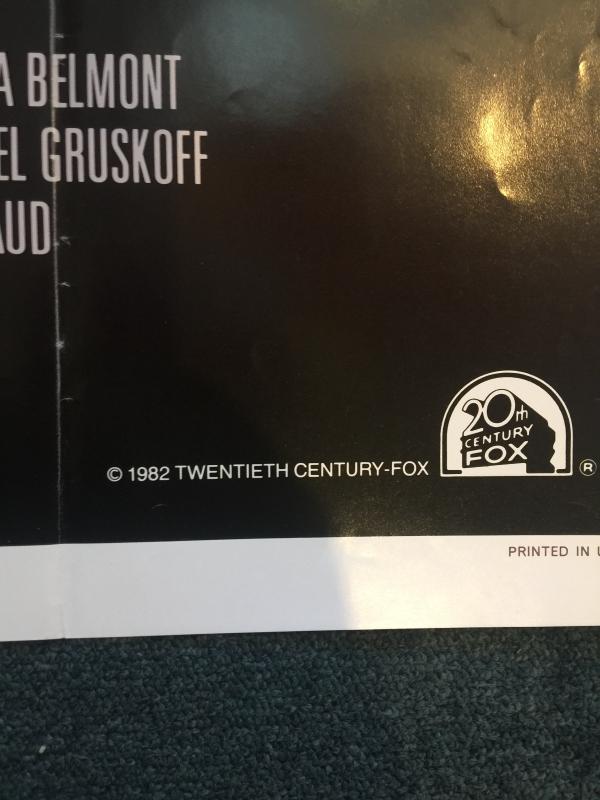 A BELMONT
EL GRUSKOFF
AUD
© 1982 TWENTIETH CENTURY-FOX
20th
CENTURY
FOX
®
PRINTED IN U